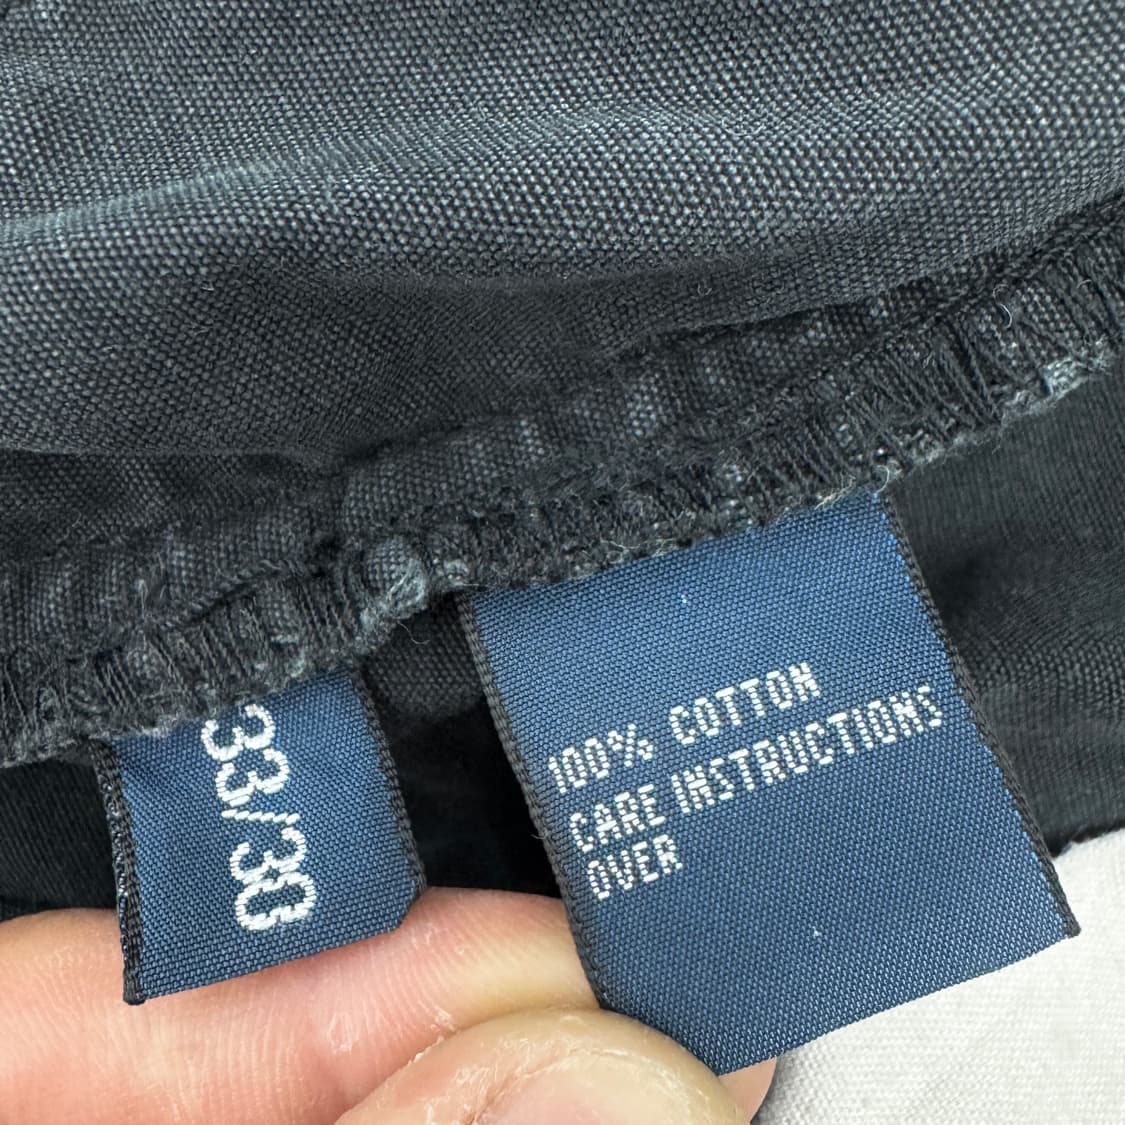 33/30
100% COTTON
CARE INSTRUCTIONS
OVER